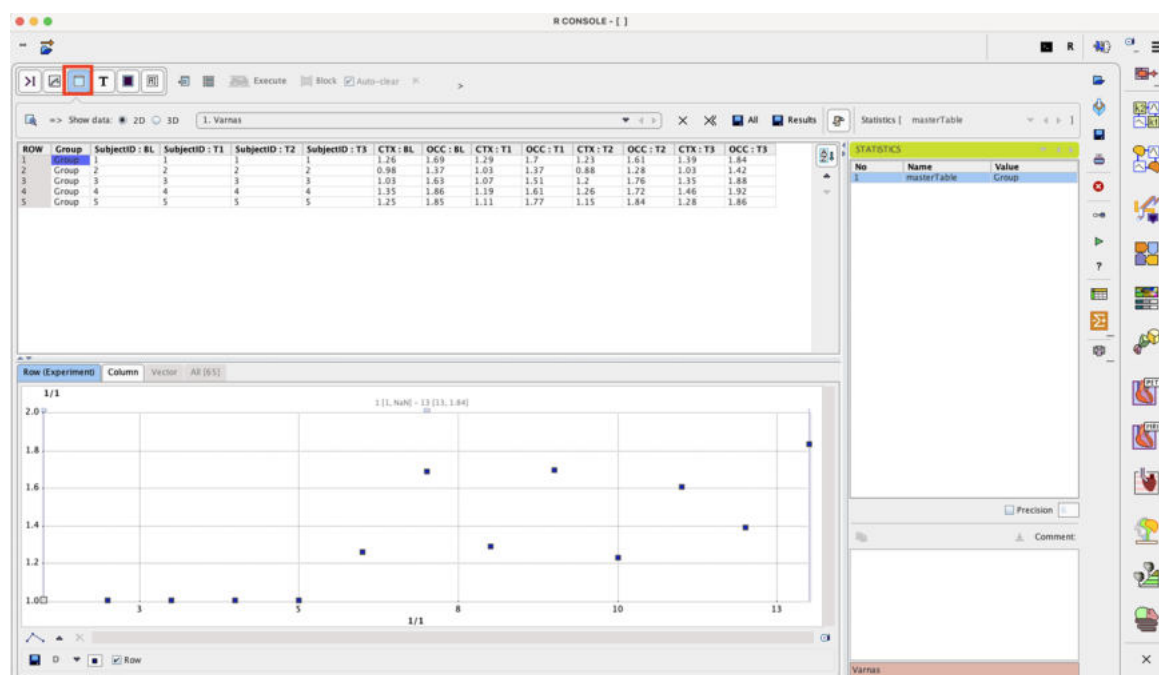 R CONSOLE - [ ]
R
T
Execute Block Auto-clear
=> Show data: 2D 3D 1. Varnas All Results Statistics [ masterTable ]
ROW Group SubjectID : BL SubjectID : T1 SubjectID : T2 SubjectID : T3 CTX : BL OCC : BL CTX : T1 OCC : T1 CTX : T2 OCC : T2 CTX : T3 OCC : T3
1 Group 1 1 1 1 1.26 1.69 1.29 1.7 1.23 1.61 1.39 1.84
2 Group 2 2 2 2 0.98 1.37 1.03 1.37 0.88 1.28 1.03 1.42
3 Group 3 3 3 3 1.03 1.63 1.07 1.51 1.2 1.76 1.35 1.88
4 Group 4 4 4 4 1.35 1.86 1.19 1.61 1.26 1.72 1.46 1.92
5 Group 5 5 5 5 1.25 1.85 1.11 1.77 1.15 1.84 1.28 1.86
STATISTICS
No Name Value
1 masterTable Group
Row (Experiment) Column Vector All [65]
1/1
1 [1, NaN] - 13 [13, 1.84]
2.0
1.8
1.6
1.4
1.2
1.0
3 5 8 10 13
1/1
D Row
Precision
Comment:
Varnas
?
PET